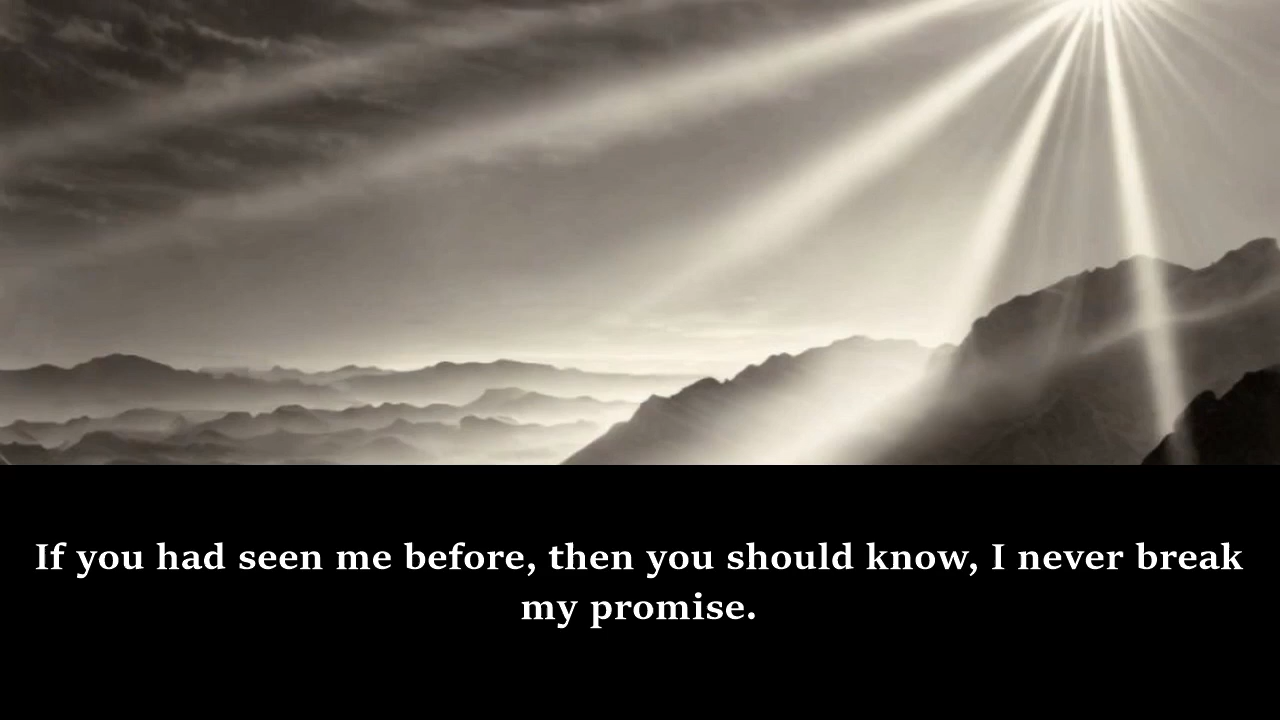 If you had seen me before, then you should know, I never break
my promise.